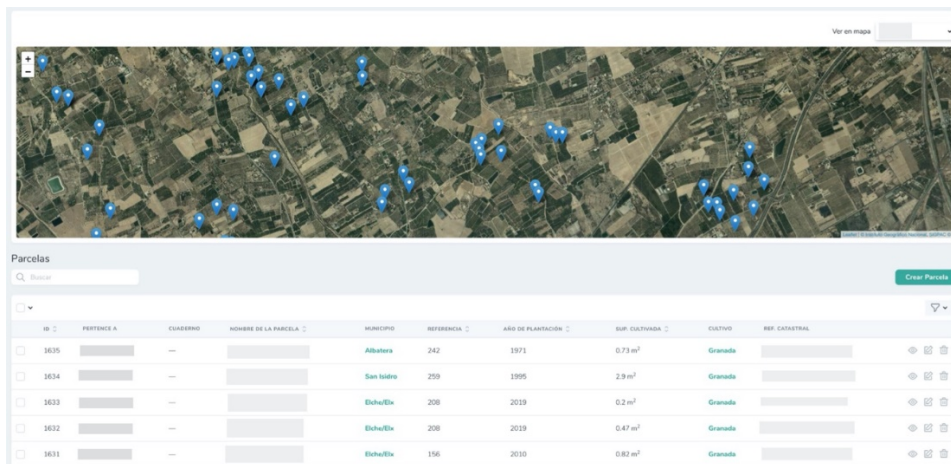 Ver en mapa
+
−
Parcelas
Buscar
Crear Parcela
ID PERTENCE A CUADERNO NOMBRE DE LA PARCELA MUNICIPIO REFERENCIA AÑO DE PLANTACIÓN SUP. CULTIVADA CULTIVO REF. CATASTRAL
1635 — Albatera 242 1971 0.73 m² Granada
1634 — San Isidro 259 1995 2.9 m² Granada
1633 — Elche/Elx 208 2019 0.2 m² Granada
1632 — Elche/Elx 208 2019 0.47 m² Granada
1631 — Elche/Elx 156 2010 0.82 m² Granada